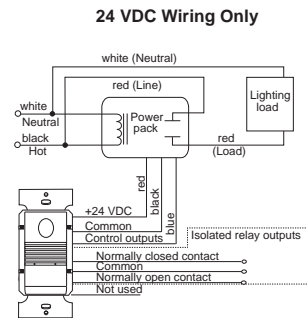 24 VDC Wiring Only
white (Neutral)
red (Line)
Lighting
load
white
Neutral
Power
pack
black
Hot
red
(Load)
red
black
blue
+24 VDC
Common
Control outputs
Isolated relay outputs
Normally closed contact
Common
Normally open contact
Not used